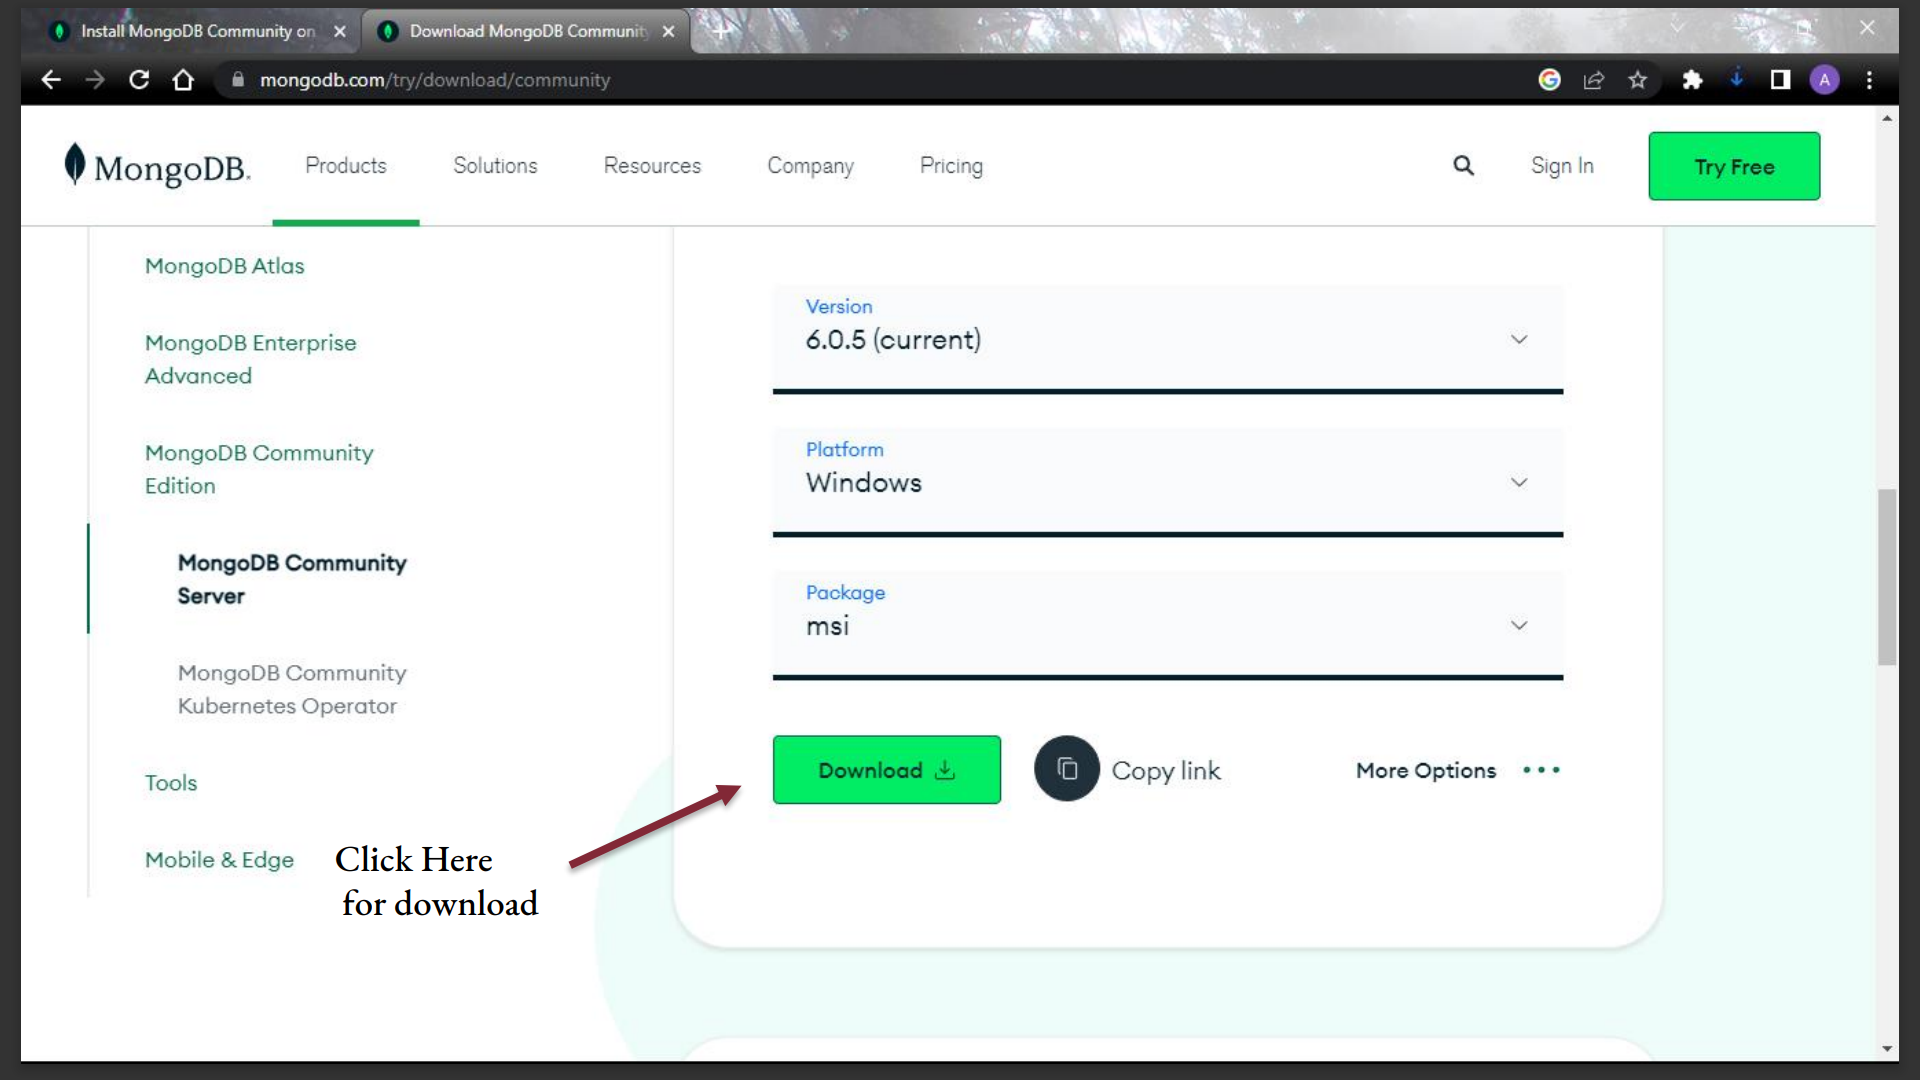 Install MongoDB Community on
Download MongoDB Communit
mongodb.com/try/download/community
A
MongoDB.
Products
Solutions
Resources
Company
Pricing
Sign In
Try Free
MongoDB Atlas
MongoDB Enterprise
Advanced
MongoDB Community
Edition
MongoDB Community
Server
MongoDB Community
Kubernetes Operator
Tools
Mobile & Edge
Version
6.0.5 (current)
Platform
Windows
Package
msi
Download
Copy link
More Options
Click Here
for download